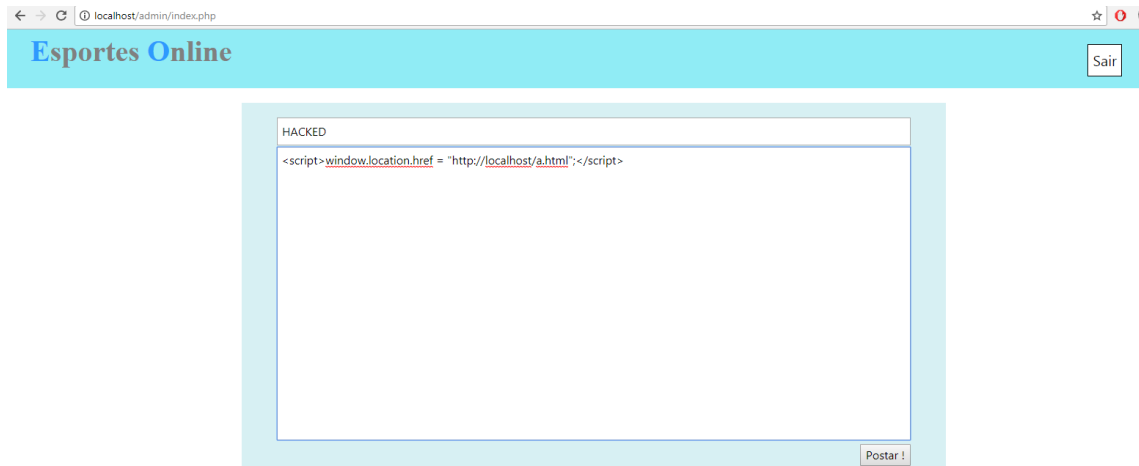 localhost/admin/index.php
Esportes Online
Sair
HACKED
<script>window.location.href = "http://localhost/a.html";</script>
Postar !